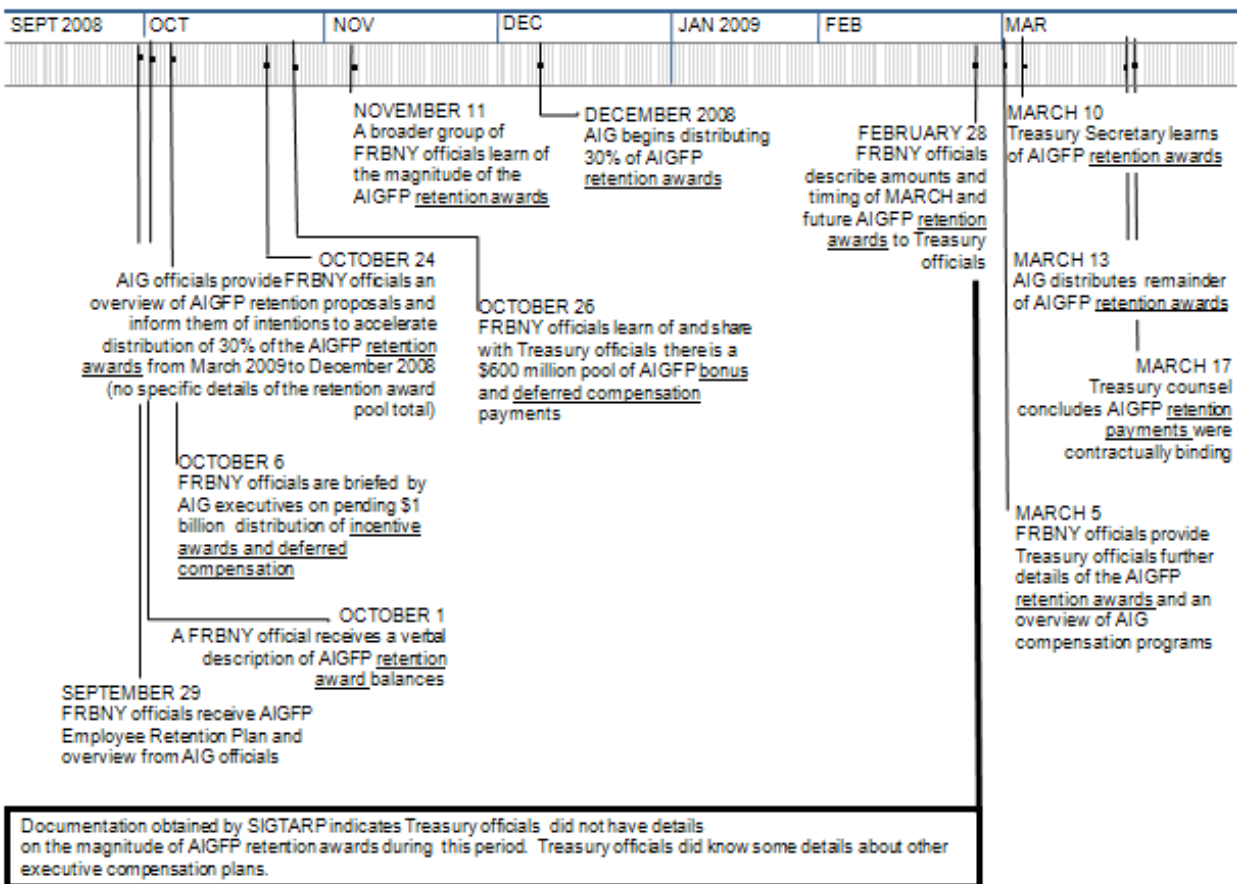 SEPT 2008 OCT NOV DEC JAN 2009 FEB MAR
NOVEMBER 11
A broader group of
FRBNY officials learn of
the magnitude of the
AIGFP retention awards
DECEMBER 2008
AIG begins distributing
30% of AIGFP
retention awards
FEBRUARY 28
FRBNY officials
describe amounts and
timing of MARCH and
future AIGFP retention
awards to Treasury
officials
MARCH 10
Treasury Secretary learns
of AIGFP retention awards
OCTOBER 24
AIG officials provide FRBNY officials an
overview of AIGFP retention proposals and
inform them of intentions to accelerate
distribution of 30% of the AIGFP retention
awards from March 2009 to December 2008
(no specific details of the retention award
pool total)
OCTOBER 26
FRBNY officials learn of and share
with Treasury officials there is a
$600 million pool of AIGFP bonus
and deferred compensation
payments
MARCH 13
AIG distributes remainder
of AIGFP retention awards
MARCH 17
Treasury counsel
concludes AIGFP retention
payments were
contractually binding
OCTOBER 6
FRBNY officials are briefed by
AIG executives on pending $1
billion distribution of incentive
awards and deferred
compensation
MARCH 5
FRBNY officials provide
Treasury officials further
details of the AIGFP
retention awards and an
overview of AIG
compensation programs
OCTOBER 1
A FRBNY official receives a verbal
description of AIGFP retention
award balances
SEPTEMBER 29
FRBNY officials receive AIGFP
Employee Retention Plan and
overview from AIG officials
Documentation obtained by SIGTARP indicates Treasury officials did not have details
on the magnitude of AIGFP retention awards during this period. Treasury officials did know some details about other
executive compensation plans.